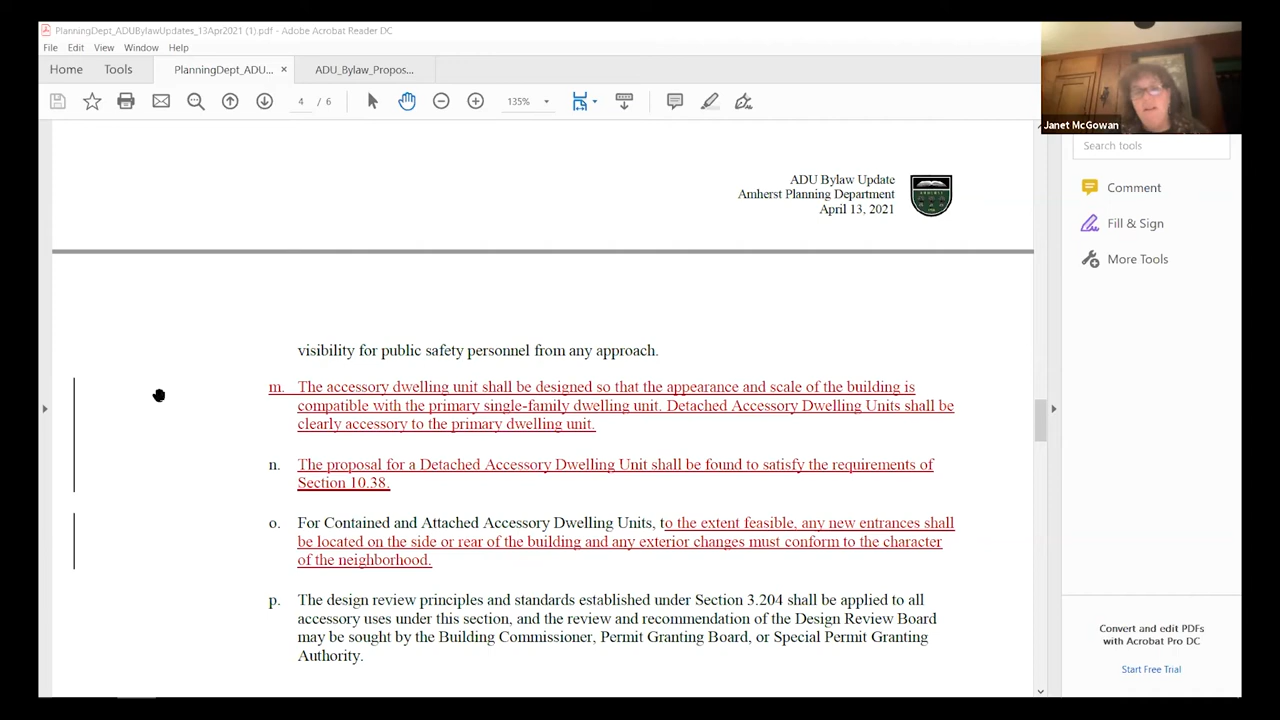 PlanningDept_ADUBylawUpdates_13Apr2021 (1).pdf - Adobe Acrobat Reader DC
File Edit View Window Help
Home Tools PlanningDept_ADU... × ADU_Bylaw_Propos...
4 / 6 135%
Janet McGowan
Search tools
Comment
Fill & Sign
More Tools
ADU Bylaw Update
Amherst Planning Department
April 13, 2021
visibility for public safety personnel from any approach.
m. The accessory dwelling unit shall be designed so that the appearance and scale of the building is
compatible with the primary single-family dwelling unit. Detached Accessory Dwelling Units shall be
clearly accessory to the primary dwelling unit.
n. The proposal for a Detached Accessory Dwelling Unit shall be found to satisfy the requirements of
Section 10.38.
o. For Contained and Attached Accessory Dwelling Units, to the extent feasible, any new entrances shall
be located on the side or rear of the building and any exterior changes must conform to the character
of the neighborhood.
p. The design review principles and standards established under Section 3.204 shall be applied to all
accessory uses under this section, and the review and recommendation of the Design Review Board
may be sought by the Building Commissioner, Permit Granting Board, or Special Permit Granting
Authority.
Convert and edit PDFs
with Acrobat Pro DC
Start Free Trial